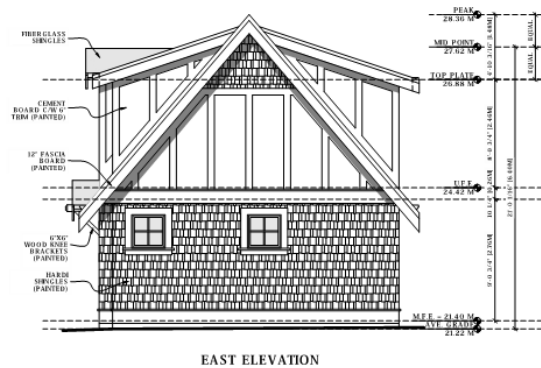 PEAK
28.36 M
MID POINT
27.62 M
TOP PLATE
26.88 M
U.F.E.
24.42 M
M.F.E. = 21.40 M
AVE. GRADE
21.22 M
EQUAL
EQUAL
FIBERGLASS
SHINGLES
CEMENT
BOARD C/W 6"
TRIM (PAINTED)
12" FASCIA
BOARD
(PAINTED)
6"X6"
WOOD KNEE
BRACKETS
(PAINTED)
HARDI
SHINGLES
(PAINTED)
EAST ELEVATION